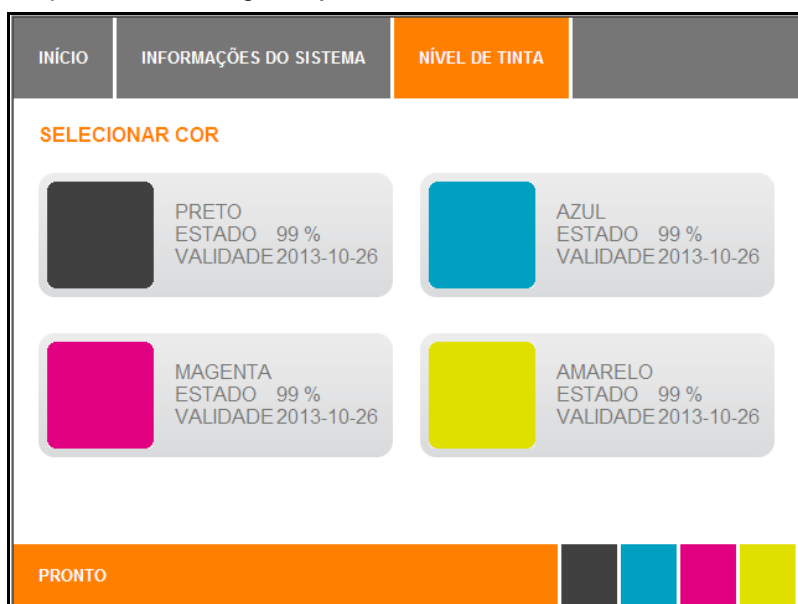 INÍCIO
INFORMAÇÕES DO SISTEMA
NÍVEL DE TINTA
SELECIONAR COR
PRETO
ESTADO 99 %
VALIDADE 2013-10-26
AZUL
ESTADO 99 %
VALIDADE 2013-10-26
MAGENTA
ESTADO 99 %
VALIDADE 2013-10-26
AMARELO
ESTADO 99 %
VALIDADE 2013-10-26
PRONTO